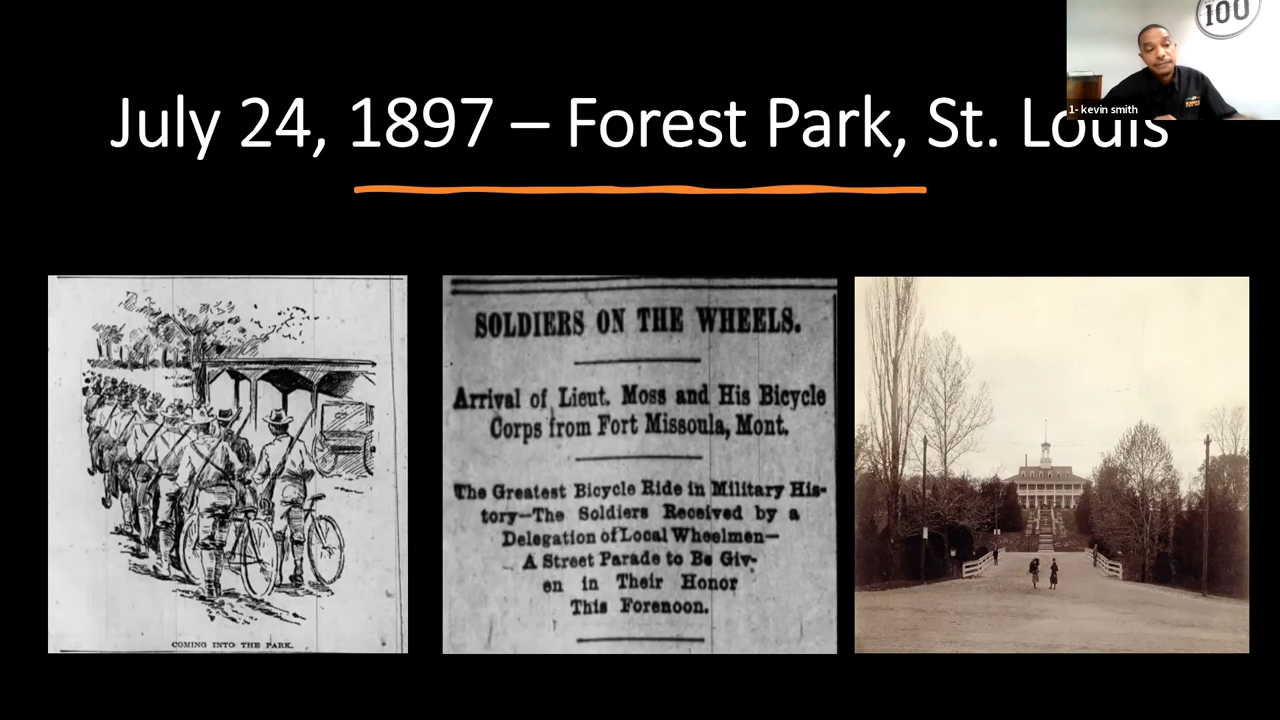 100
1- kevin smith
July 24, 1897 – Forest Park, St. Louis
COMING INTO THE PARK.
SOLDIERS ON THE WHEELS.
Arrival of Lieut. Moss and His Bicycle
Corps from Fort Missoula, Mont.
The Greatest Bicycle Ride in Military His-
tory—The Soldiers Received by a
Delegation of Local Wheelmen—
A Street Parade to Be Giv-
en in Their Honor
This Forenoon.